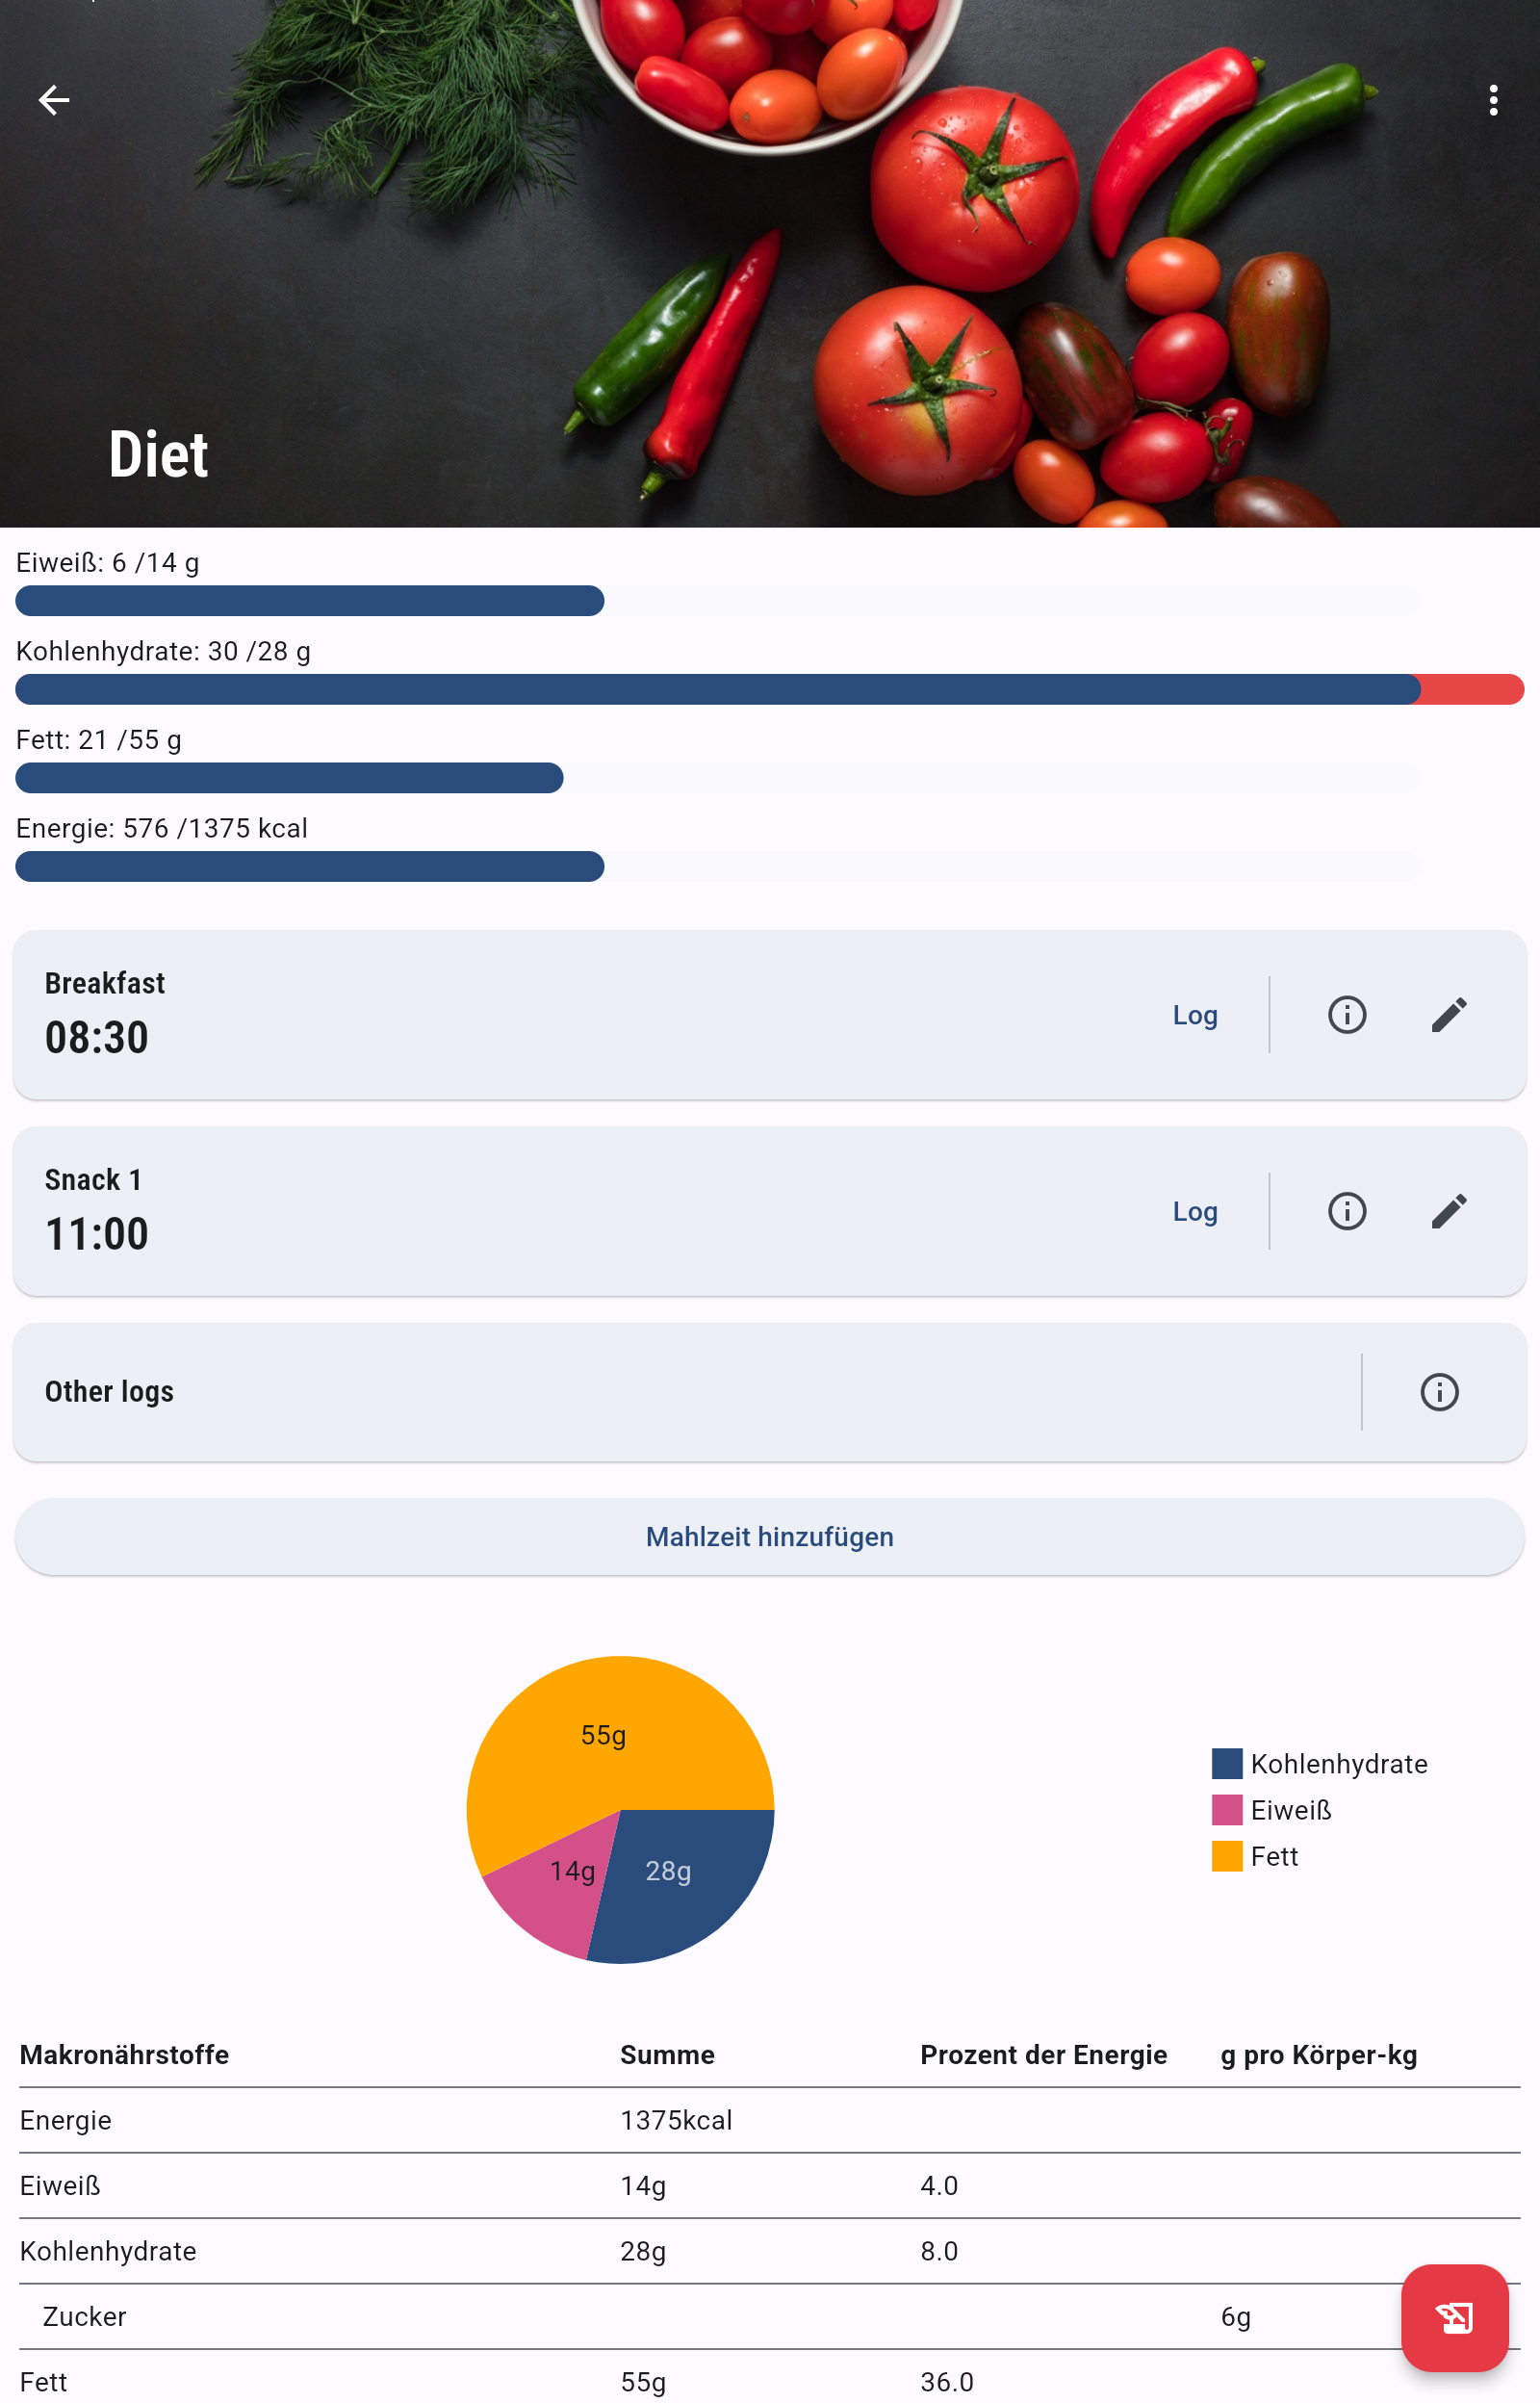 Diet
Eiweiß: 6 /14 g
Kohlenhydrate: 30 /28 g
Fett: 21 /55 g
Energie: 576 /1375 kcal
Breakfast
08:30
Log
Snack 1
11:00
Log
Other logs
Mahlzeit hinzufügen
55g
14g
28g
Kohlenhydrate
Eiweiß
Fett
Makronährstoffe Summe Prozent der Energie g pro Körper-kg
Energie 1375kcal
Eiweiß 14g 4.0
Kohlenhydrate 28g 8.0
Zucker 6g
Fett 55g 36.0